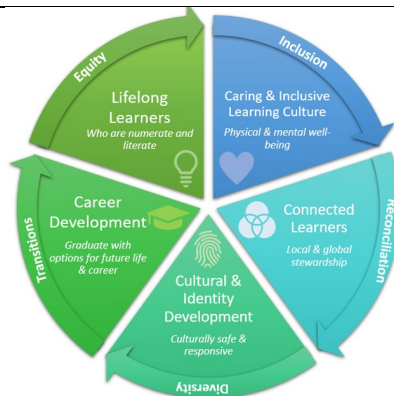 Equity
Lifelong
Learners
Who are numerate and
literate
Inclusion
Caring & Inclusive
Learning Culture
Physical & mental well-
being
Reconciliation
Connected
Learners
Local & global
stewardship
Diversity
Cultural &
Identity
Development
Culturally safe &
responsive
Transitions
Career
Development
Graduate with
options for future life
& career